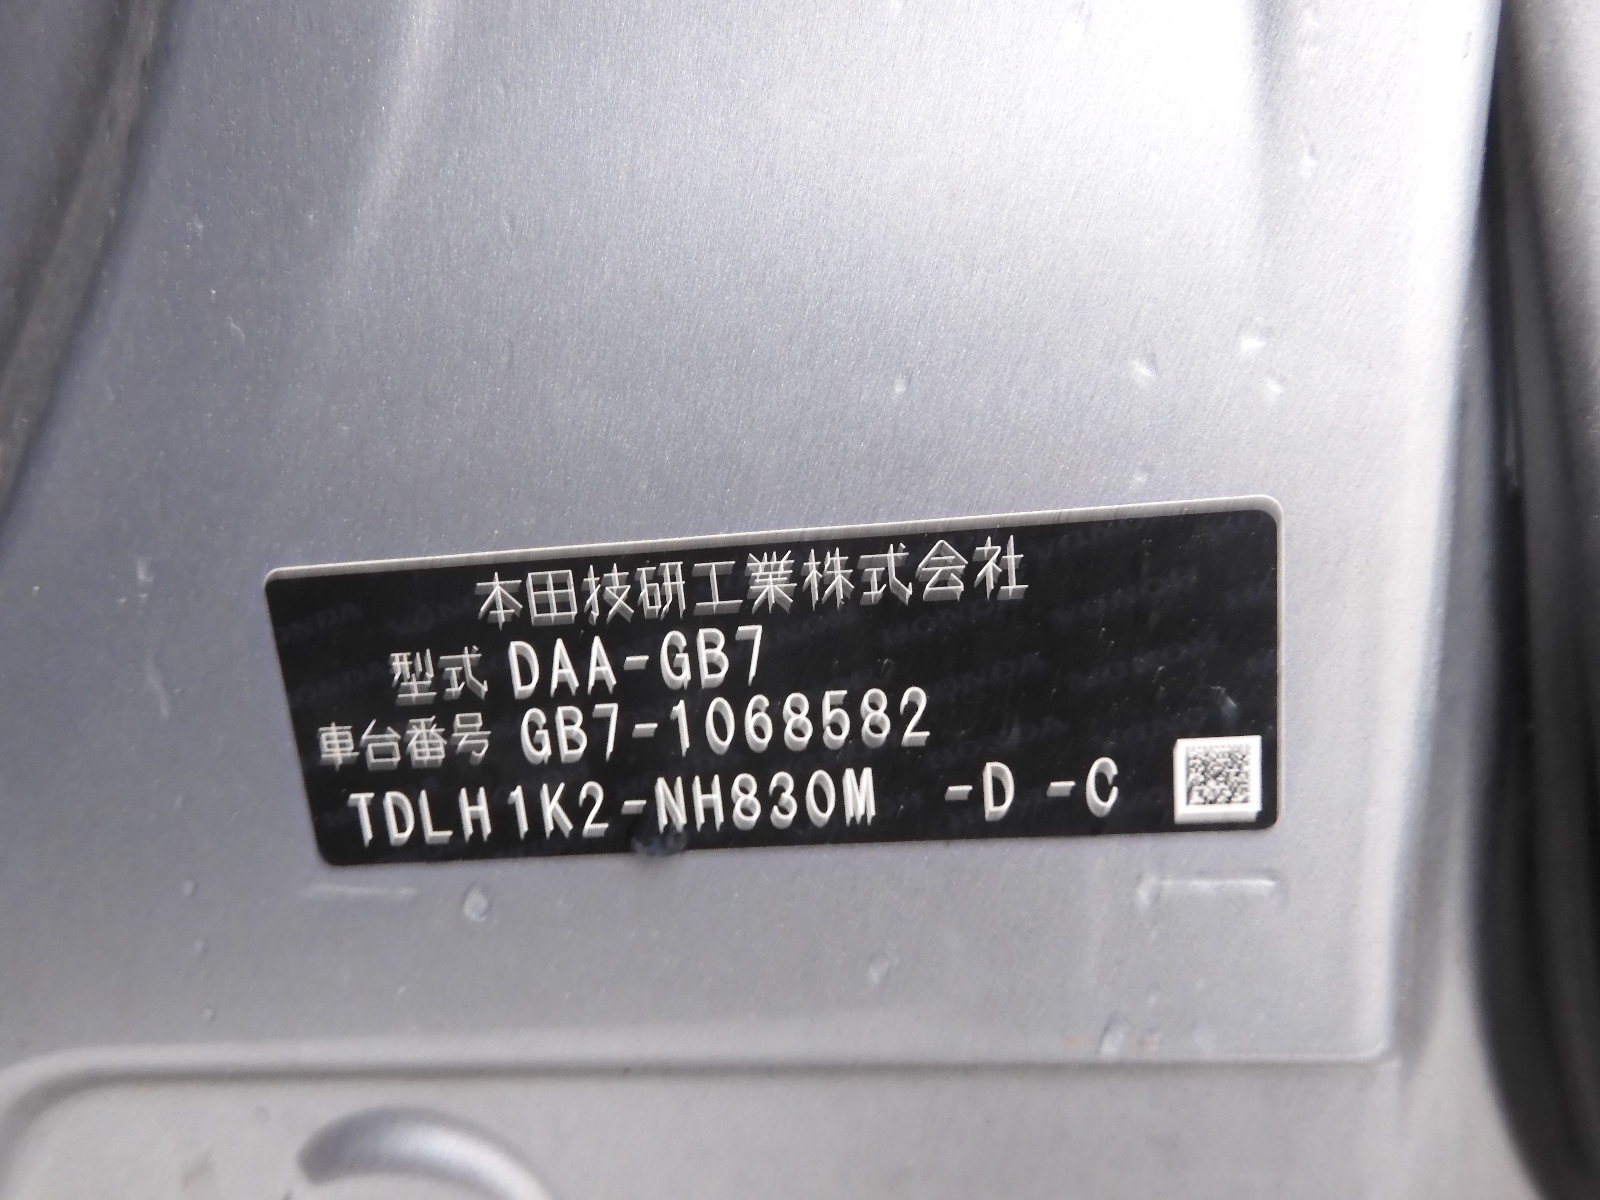 本田技研工業株式会社
型式 DAA-GB7
車台番号 GB7-1068582
TDLH1K2-NH830M -D -C